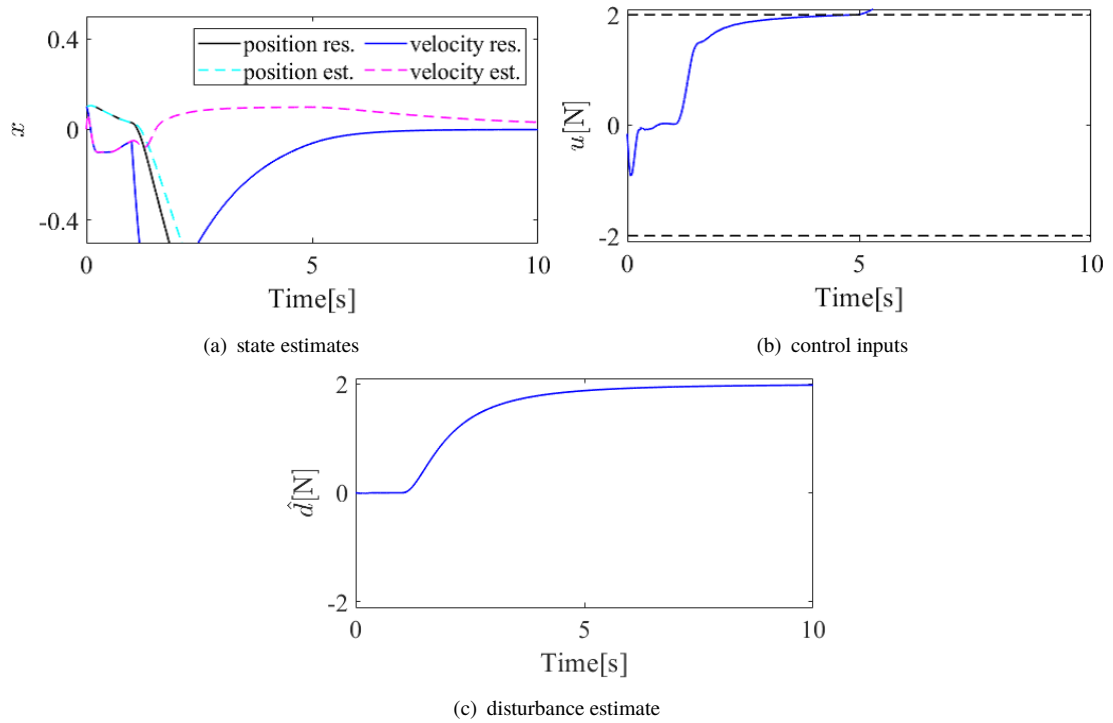 0.4
0
-0.4
x
position res.
velocity res.
position est.
velocity est.
0
5
10
Time[s]
(a) state estimates
2
0
-2
u[N]
0
5
10
Time[s]
(b) control inputs
2
0
-2
d̂[N]
0
5
10
Time[s]
(c) disturbance estimate